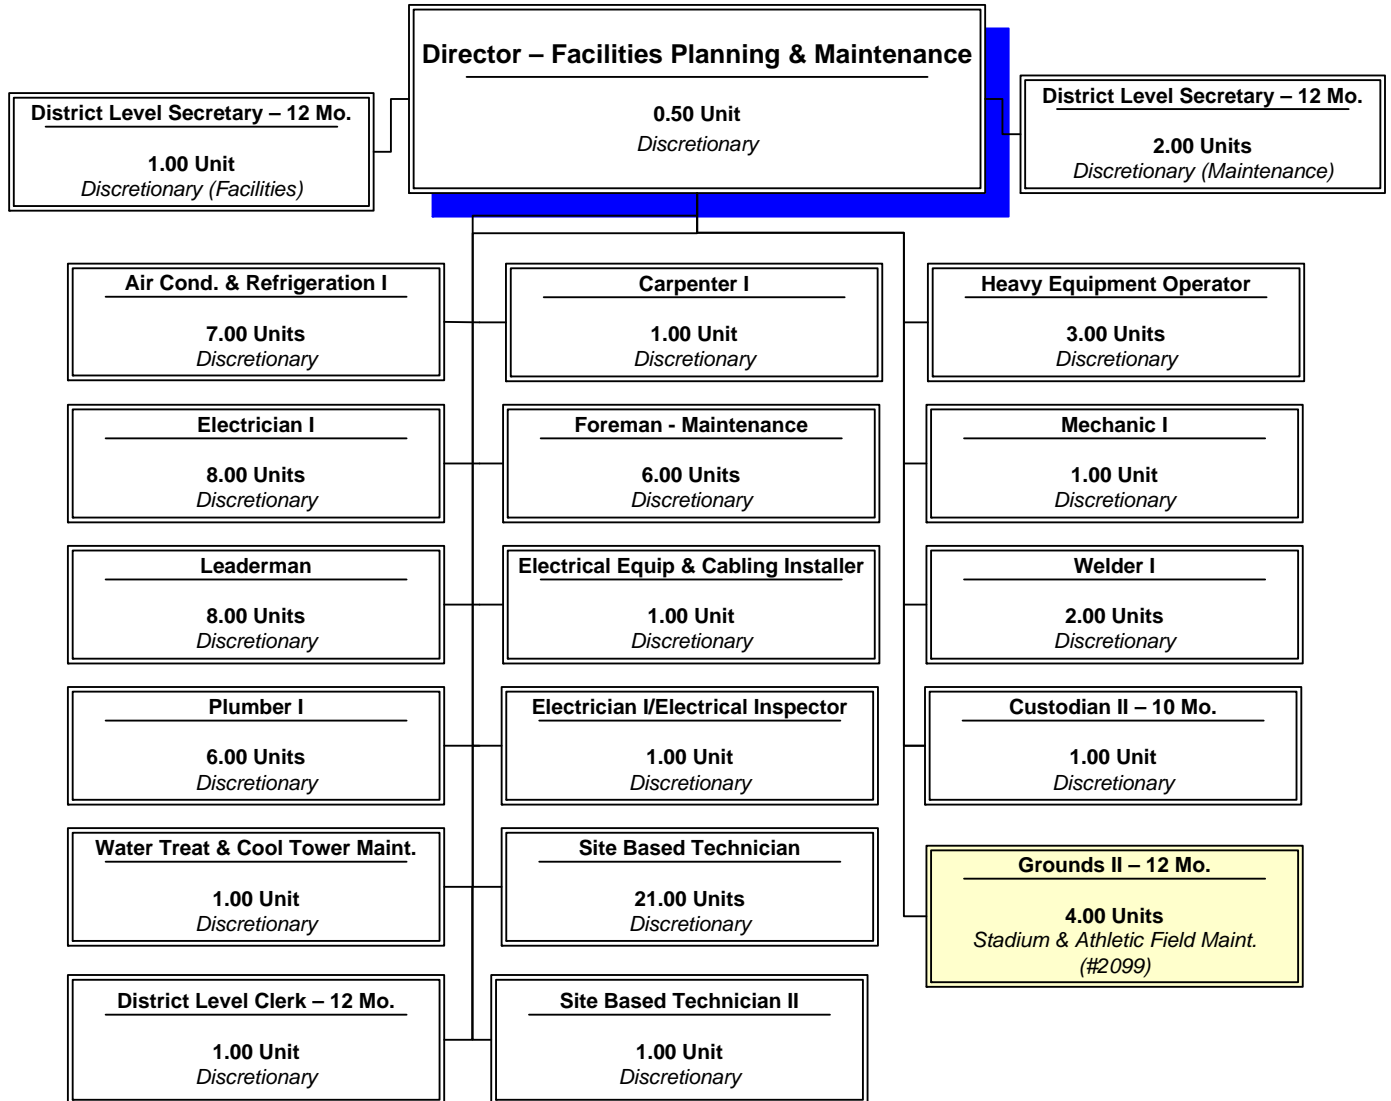 Director – Facilities Planning & Maintenance
0.50 Unit
Discretionary
District Level Secretary – 12 Mo.
1.00 Unit
Discretionary (Facilities)
District Level Secretary – 12 Mo.
2.00 Units
Discretionary (Maintenance)
Air Cond. & Refrigeration I
7.00 Units
Discretionary
Carpenter I
1.00 Unit
Discretionary
Heavy Equipment Operator
3.00 Units
Discretionary
Electrician I
8.00 Units
Discretionary
Foreman - Maintenance
6.00 Units
Discretionary
Mechanic I
1.00 Unit
Discretionary
Leaderman
8.00 Units
Discretionary
Electrical Equip & Cabling Installer
1.00 Unit
Discretionary
Welder I
2.00 Units
Discretionary
Plumber I
6.00 Units
Discretionary
Electrician I/Electrical Inspector
1.00 Unit
Discretionary
Custodian II – 10 Mo.
1.00 Unit
Discretionary
Water Treat & Cool Tower Maint.
1.00 Unit
Discretionary
Site Based Technician
21.00 Units
Discretionary
Grounds II – 12 Mo.
4.00 Units
Stadium & Athletic Field Maint.
(#2099)
District Level Clerk – 12 Mo.
1.00 Unit
Discretionary
Site Based Technician II
1.00 Unit
Discretionary